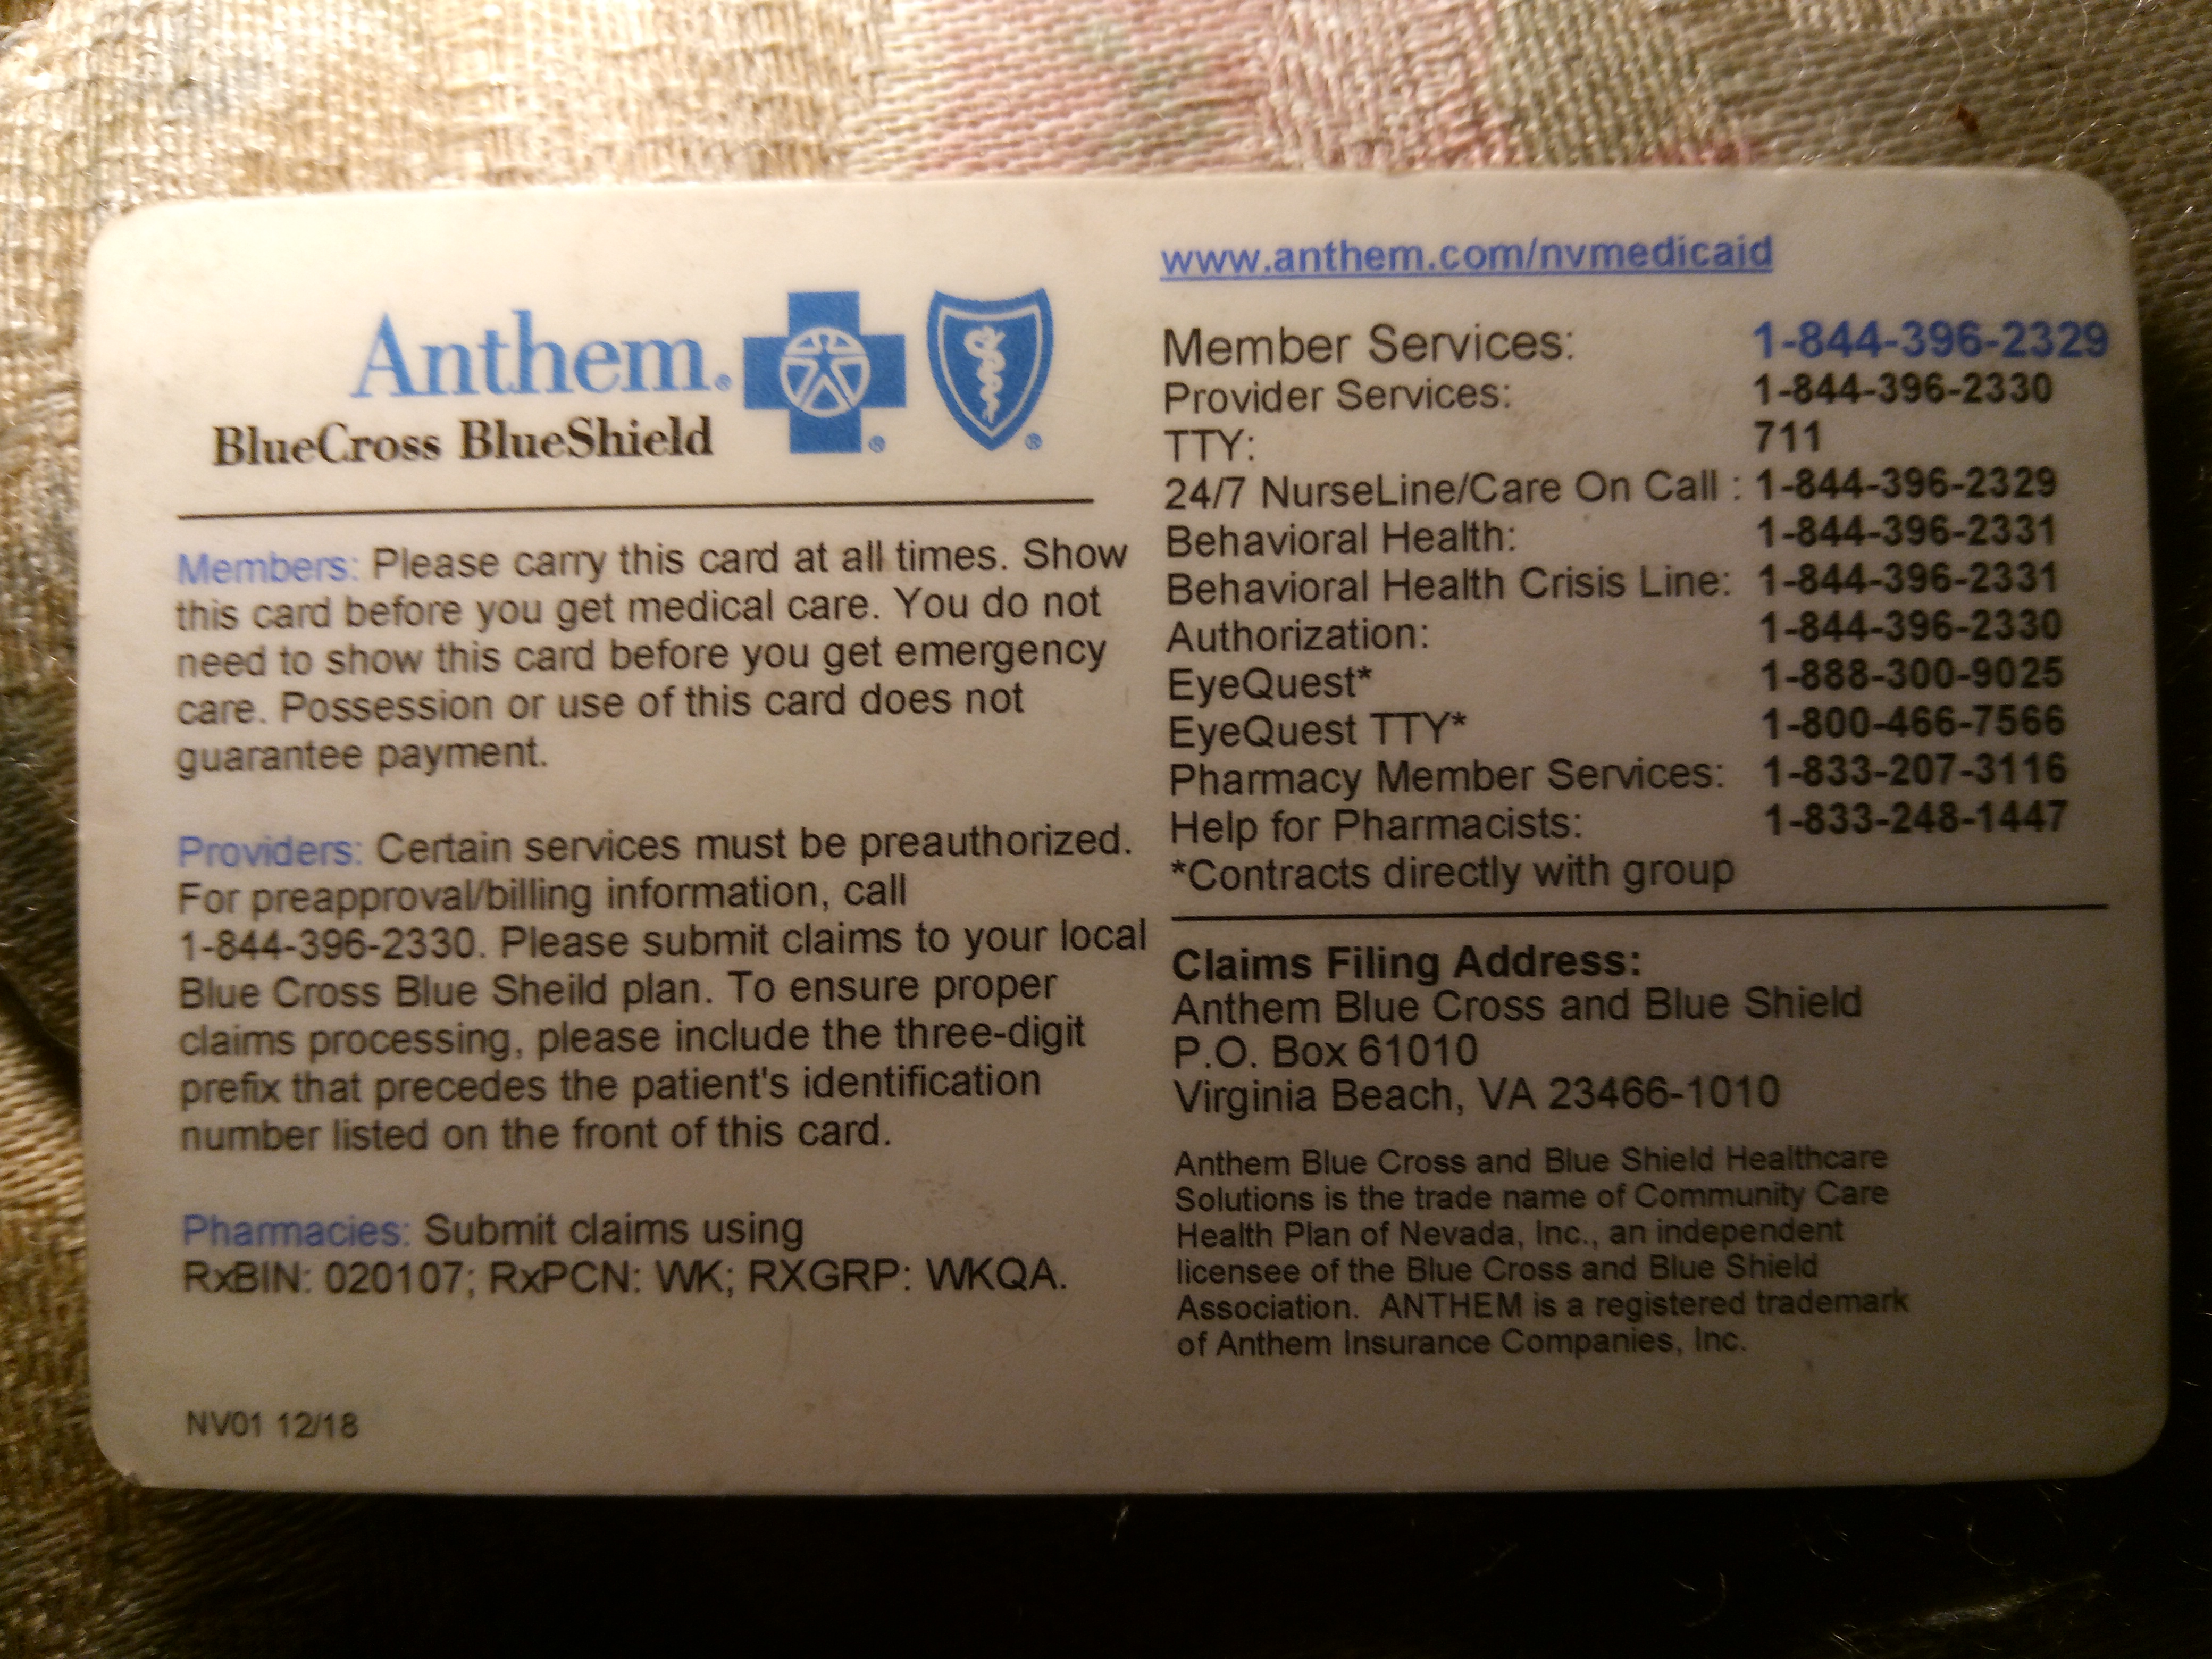 Anthem®
BlueCross BlueShield
® ®
Members: Please carry this card at all times. Show
this card before you get medical care. You do not
need to show this card before you get emergency
care. Possession or use of this card does not
guarantee payment.
Providers: Certain services must be preauthorized.
For preapproval/billing information, call
1-844-396-2330. Please submit claims to your local
Blue Cross Blue Sheild plan. To ensure proper
claims processing, please include the three-digit
prefix that precedes the patient's identification
number listed on the front of this card.
Pharmacies: Submit claims using
RxBIN: 020107; RxPCN: WK; RXGRP: WKQA.
NV01 12/18
www.anthem.com/nvmedicaid
Member Services: 1-844-396-2329
Provider Services: 1-844-396-2330
TTY: 711
24/7 NurseLine/Care On Call : 1-844-396-2329
Behavioral Health: 1-844-396-2331
Behavioral Health Crisis Line: 1-844-396-2331
Authorization: 1-844-396-2330
EyeQuest* 1-888-300-9025
EyeQuest TTY* 1-800-466-7566
Pharmacy Member Services: 1-833-207-3116
Help for Pharmacists: 1-833-248-1447
*Contracts directly with group
Claims Filing Address:
Anthem Blue Cross and Blue Shield
P.O. Box 61010
Virginia Beach, VA 23466-1010
Anthem Blue Cross and Blue Shield Healthcare
Solutions is the trade name of Community Care
Health Plan of Nevada, Inc., an independent
licensee of the Blue Cross and Blue Shield
Association. ANTHEM is a registered trademark
of Anthem Insurance Companies, Inc.